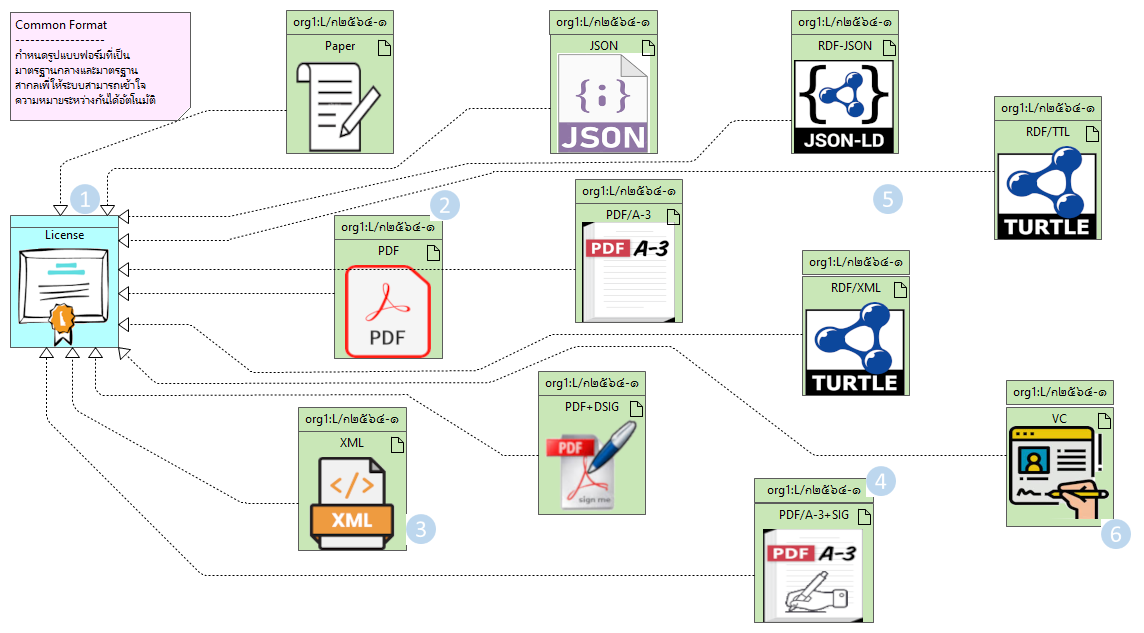 Common Format
------------------
กำหนดรูปแบบฟอร์มที่เป็น
มาตรฐานกลางและมาตรฐาน
สากลเพื่อให้ระบบสามารถเข้าใจ
ความหมายระหว่างกันได้อัตโนมัติ
org1:L/ก๒๕๖๔-๑
Paper
org1:L/ก๒๕๖๔-๑
JSON
{i}
JSON
org1:L/ก๒๕๖๔-๑
RDF-JSON
{ }
JSON-LD
org1:L/ก๒๕๖๔-๑
RDF/TTL
TURTLE
1
License
2
org1:L/ก๒๕๖๔-๑
PDF
PDF
org1:L/ก๒๕๖๔-๑
PDF/A-3
PDF A-3
5
org1:L/ก๒๕๖๔-๑
RDF/XML
TURTLE
org1:L/ก๒๕๖๔-๑
XML
</>
XML
3
org1:L/ก๒๕๖๔-๑
PDF+DSIG
PDF
sign me
4
org1:L/ก๒๕๖๔-๑
PDF/A-3+SIG
PDF A-3
org1:L/ก๒๕๖๔-๑
VC
6